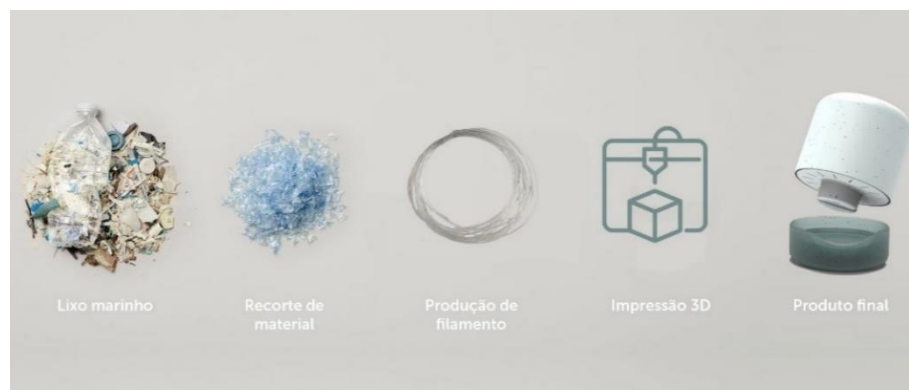 Lixo marinho
Recorte de
material
Produção de
filamento
Impressão 3D
Produto final